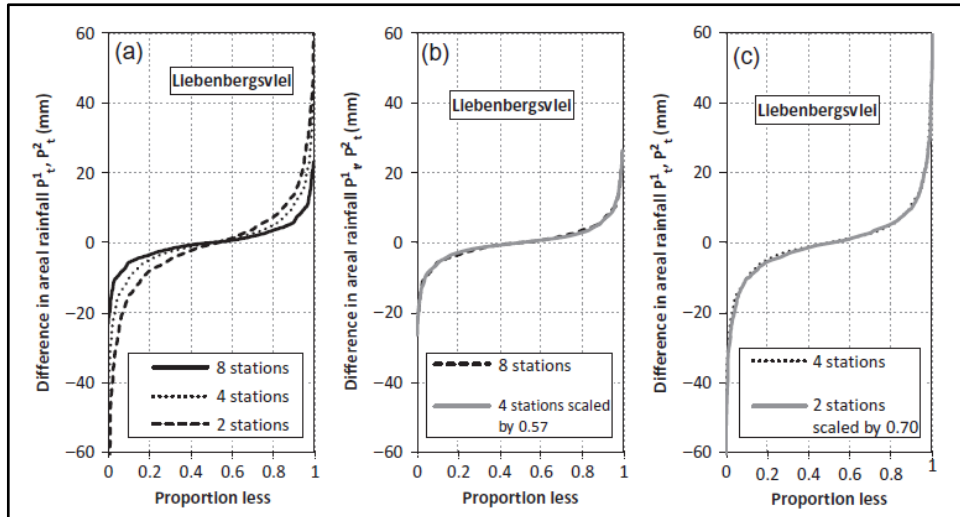 (a)
Liebenbergsvlei
Difference in areal rainfall P¹ₜ, P²ₜ (mm)
60
40
20
0
−20
−40
−60
8 stations
4 stations
2 stations
0 0.2 0.4 0.6 0.8 1
Proportion less
(b)
Liebenbergsvlei
Difference in areal rainfall P¹ₜ, P²ₜ (mm)
60
40
20
0
−20
−40
−60
8 stations
4 stations scaled
by 0.57
0 0.2 0.4 0.6 0.8 1
Proportion less
(c)
Liebenbergsvlei
Difference in areal rainfall P¹ₜ, P²ₜ (mm)
60
40
20
0
−20
−40
−60
4 stations
2 stations
scaled by 0.70
0 0.2 0.4 0.6 0.8 1
Proportion less